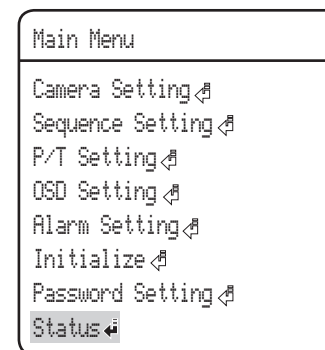 Main Menu
Camera Setting
Sequence Setting
P/T Setting
OSD Setting
Alarm Setting
Initialize
Password Setting
Status